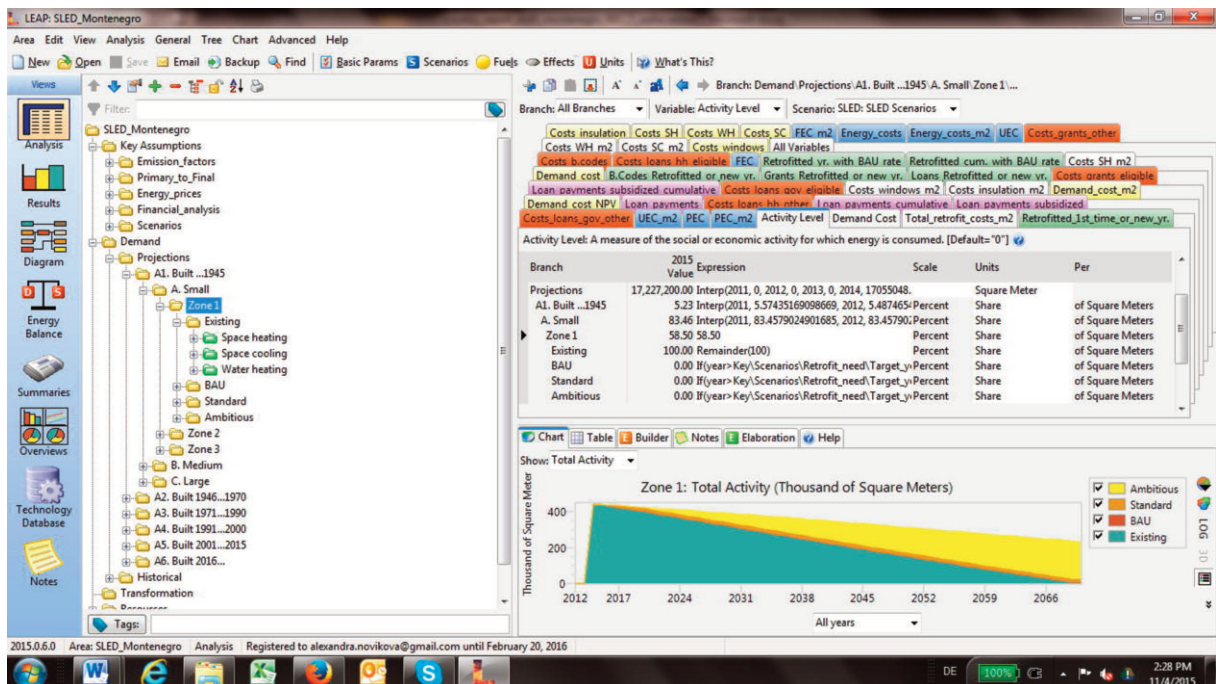 LEAP: SLED_Montenegro
Area Edit View Analysis General Tree Chart Advanced Help
New Open Save Email Backup Find Basic Params Scenarios Fuels Effects Units What's This?
Views
Analysis
Results
Diagram
Energy Balance
Summaries
Overviews
Technology Database
Notes
Filter:
SLED_Montenegro
Key Assumptions
Emission_factors
Primary_to_Final
Energy_prices
Financial_analysis
Scenarios
Demand
Projections
A1. Built ...1945
A. Small
Zone 1
Existing
Space heating
Space cooling
Water heating
BAU
Standard
Ambitious
Zone 2
Zone 3
B. Medium
C. Large
A2. Built 1946...1970
A3. Built 1971...1990
A4. Built 1991...2000
A5. Built 2001...2015
A6. Built 2016...
Historical
Transformation
Resources
Tags:
Branch: Demand\Projections\A1. Built ...1945\A. Small\Zone 1\...
Branch: All Branches Variable: Activity Level Scenario: SLED: SLED Scenarios
Costs insulation Costs SH Costs WH Costs_SC FEC m2 Energy_costs Energy_costs_m2 UEC Costs_grants_other
Costs WH m2 Costs SC m2 Costs windows All Variables
Costs b.codes Costs loans hh eligible FEC Retrofitted yr. with BAU rate Retrofitted cum. with BAU rate Costs SH m2
Demand cost B.Codes Retrofitted or new yr. Grants Retrofitted or new yr. Loans Retrofitted or new yr. Costs grants eligible
Loan payments subsidized cumulative Costs loans gov eligible Costs windows m2 Costs insulation m2 Demand_cost_m2
Demand cost NPV Loan payments Costs loans hh other Loan payments cumulative Loan payments subsidized
Costs_loans_gov_other UEC_m2 PEC PEC_m2 Activity Level Demand Cost Total_retrofit_costs_m2 Retrofitted_1st_time_or_new_yr.
Activity Level: A measure of the social or economic activity for which energy is consumed. [Default="0"]
Branch 2015 Value Expression Scale Units Per
Projections 17,227,200.00 Interp(2011, 0, 2012, 0, 2013, 0, 2014, 17055048. Square Meter
A1. Built ...1945 5.23 Interp(2011, 5.57435169098669, 2012, 5.487465 Percent Share of Square Meters
A. Small 83.46 Interp(2011, 83.4579024901685, 2012, 83.45790 Percent Share of Square Meters
Zone 1 58.50 58.50 Percent Share of Square Meters
Existing 100.00 Remainder(100) Percent Share of Square Meters
BAU 0.00 If(year>Key\Scenarios\Retrofit_need\Target_y Percent Share of Square Meters
Standard 0.00 If(year>Key\Scenarios\Retrofit_need\Target_y Percent Share of Square Meters
Ambitious 0.00 If(year>Key\Scenarios\Retrofit_need\Target_y Percent Share of Square Meters
Chart Table Builder Notes Elaboration Help
Show: Total Activity
Zone 1: Total Activity (Thousand of Square Meters)
Thousand of Square Meter
400
200
0
2012 2017 2024 2031 2038 2045 2052 2059 2066
Ambitious
Standard
BAU
Existing
LOG
3D
All years
2015.0.6.0 Area: SLED_Montenegro Analysis Registered to alexandra.novikova@gmail.com until February 20, 2016
DE 100% 2:28 PM
11/4/2015